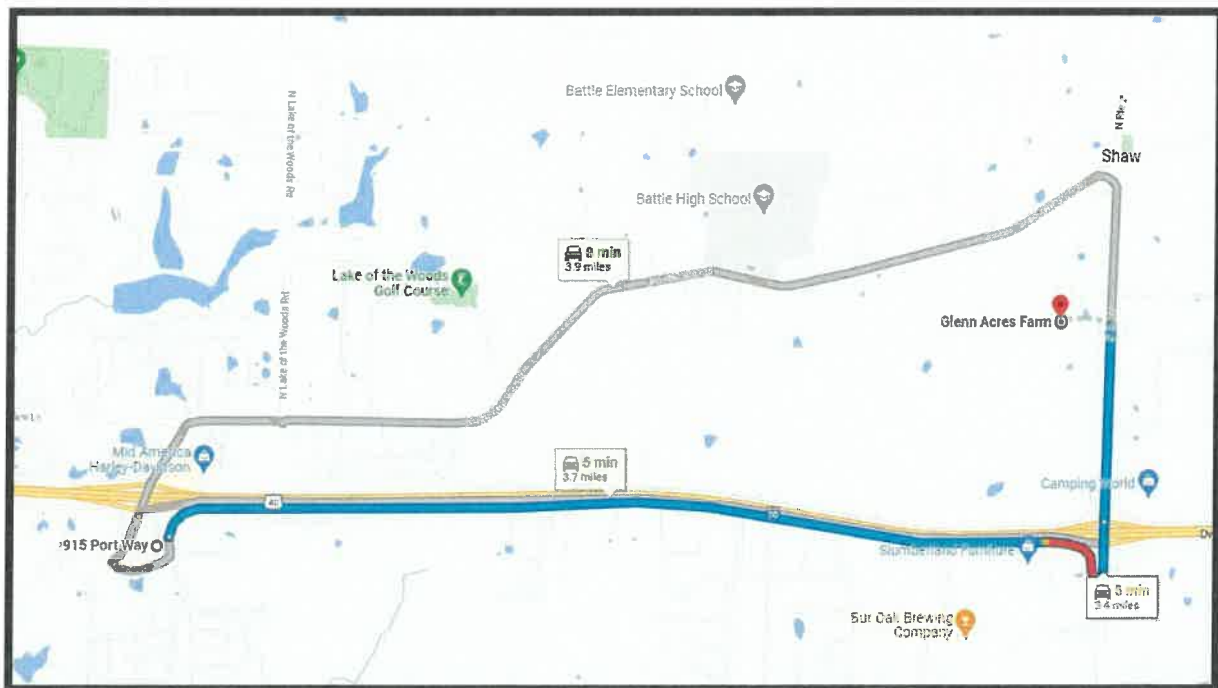 Battle Elementary School
N Lake of the Woods Rd
Shaw
Battle High School
8 min
3.9 miles
Lake of the Woods
Golf Course
N Lake of the Woods Rd
Glenn Acres Farm
Mid America
Harley-Davidson
5 min
3.7 miles
Camping World
40
70
915 Port Way
Slumberland Furniture
5 min
3.4 miles
Bur Oak Brewing
Company